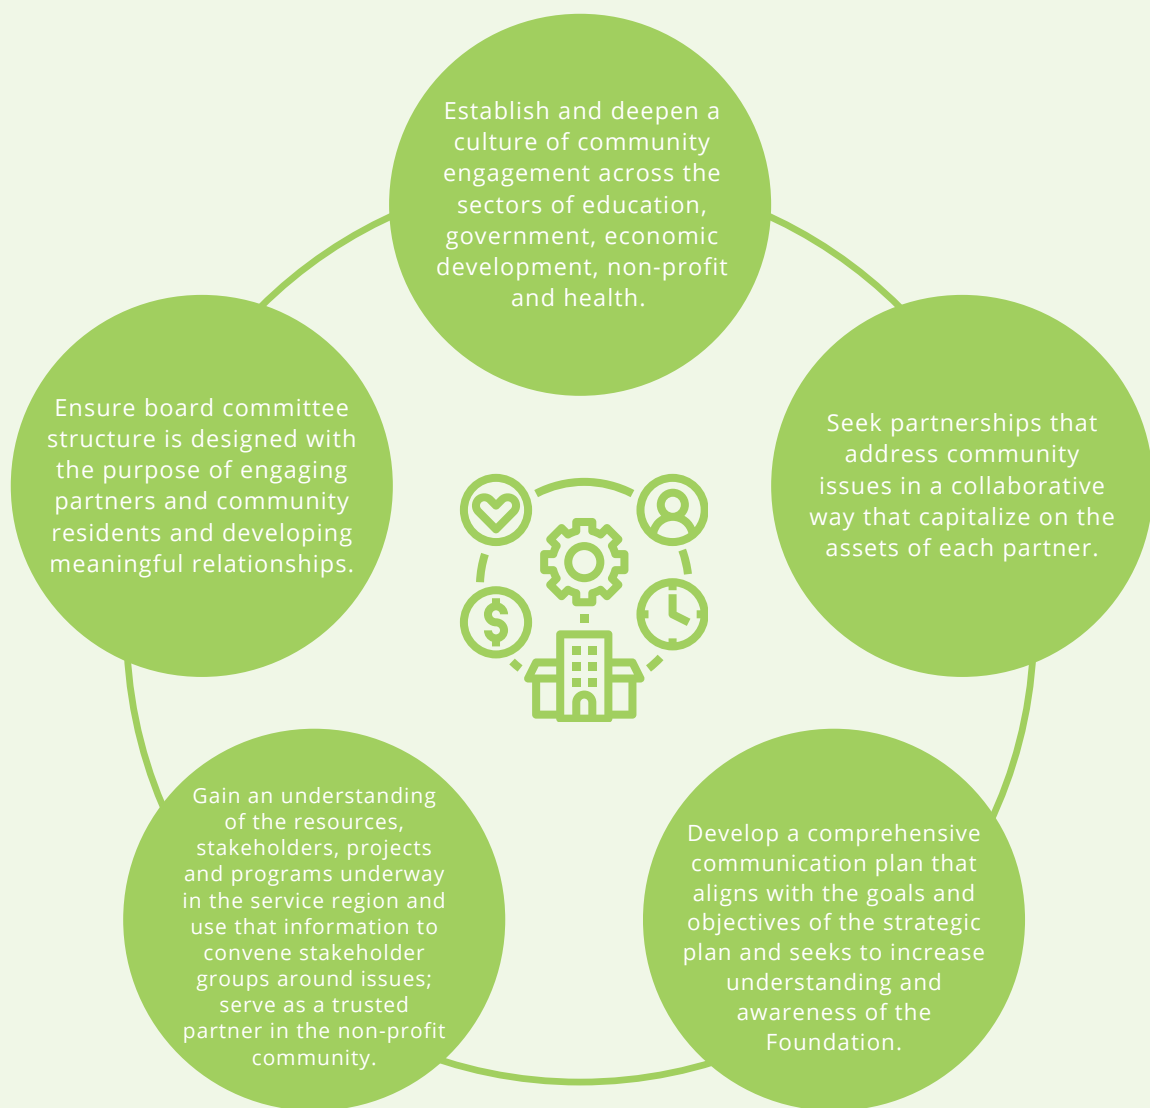 Establish and deepen a
culture of community
engagement across the
sectors of education,
government, economic
development, non-profit
and health.
Seek partnerships that
address community
issues in a collaborative
way that capitalize on the
assets of each partner.
Develop a comprehensive
communication plan that
aligns with the goals and
objectives of the strategic
plan and seeks to increase
understanding and
awareness of the
Foundation.
Gain an understanding
of the resources,
stakeholders, projects
and programs underway
in the service region and
use that information to
convene stakeholder
groups around issues;
serve as a trusted
partner in the non-profit
community.
Ensure board committee
structure is designed with
the purpose of engaging
partners and community
residents and developing
meaningful relationships.
$